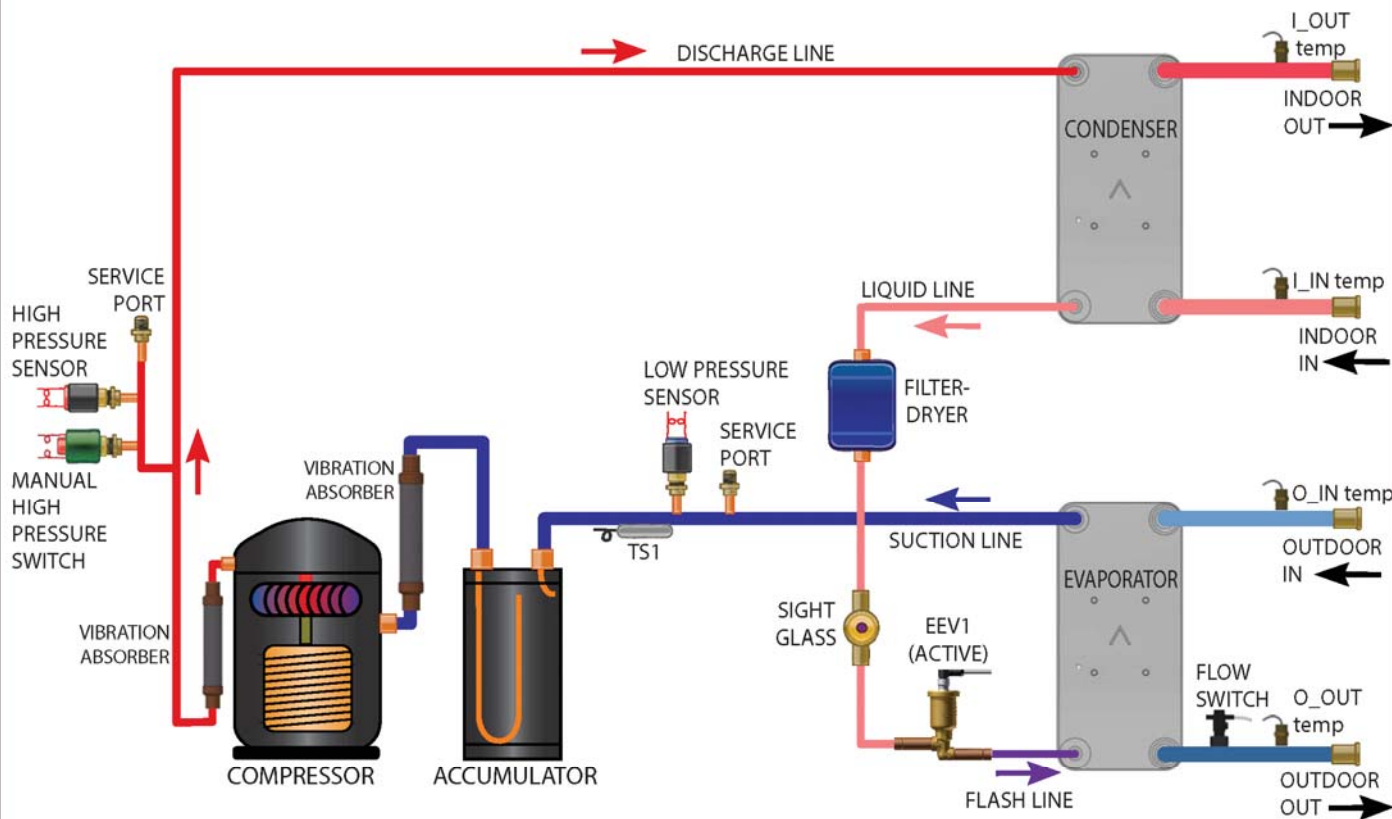 DISCHARGE LINE
I_OUT
temp
INDOOR
OUT
CONDENSER
SERVICE
PORT
HIGH
PRESSURE
SENSOR
LIQUID LINE
I_IN temp
INDOOR
IN
LOW PRESSURE
SENSOR
FILTER-
DRYER
SERVICE
PORT
VIBRATION
ABSORBER
MANUAL
HIGH
PRESSURE
SWITCH
O_IN temp
TS1
SUCTION LINE
OUTDOOR
IN
EVAPORATOR
SIGHT
GLASS
EEV1
(ACTIVE)
VIBRATION
ABSORBER
FLOW
SWITCH
O_OUT
temp
COMPRESSOR
ACCUMULATOR
FLASH LINE
OUTDOOR
OUT